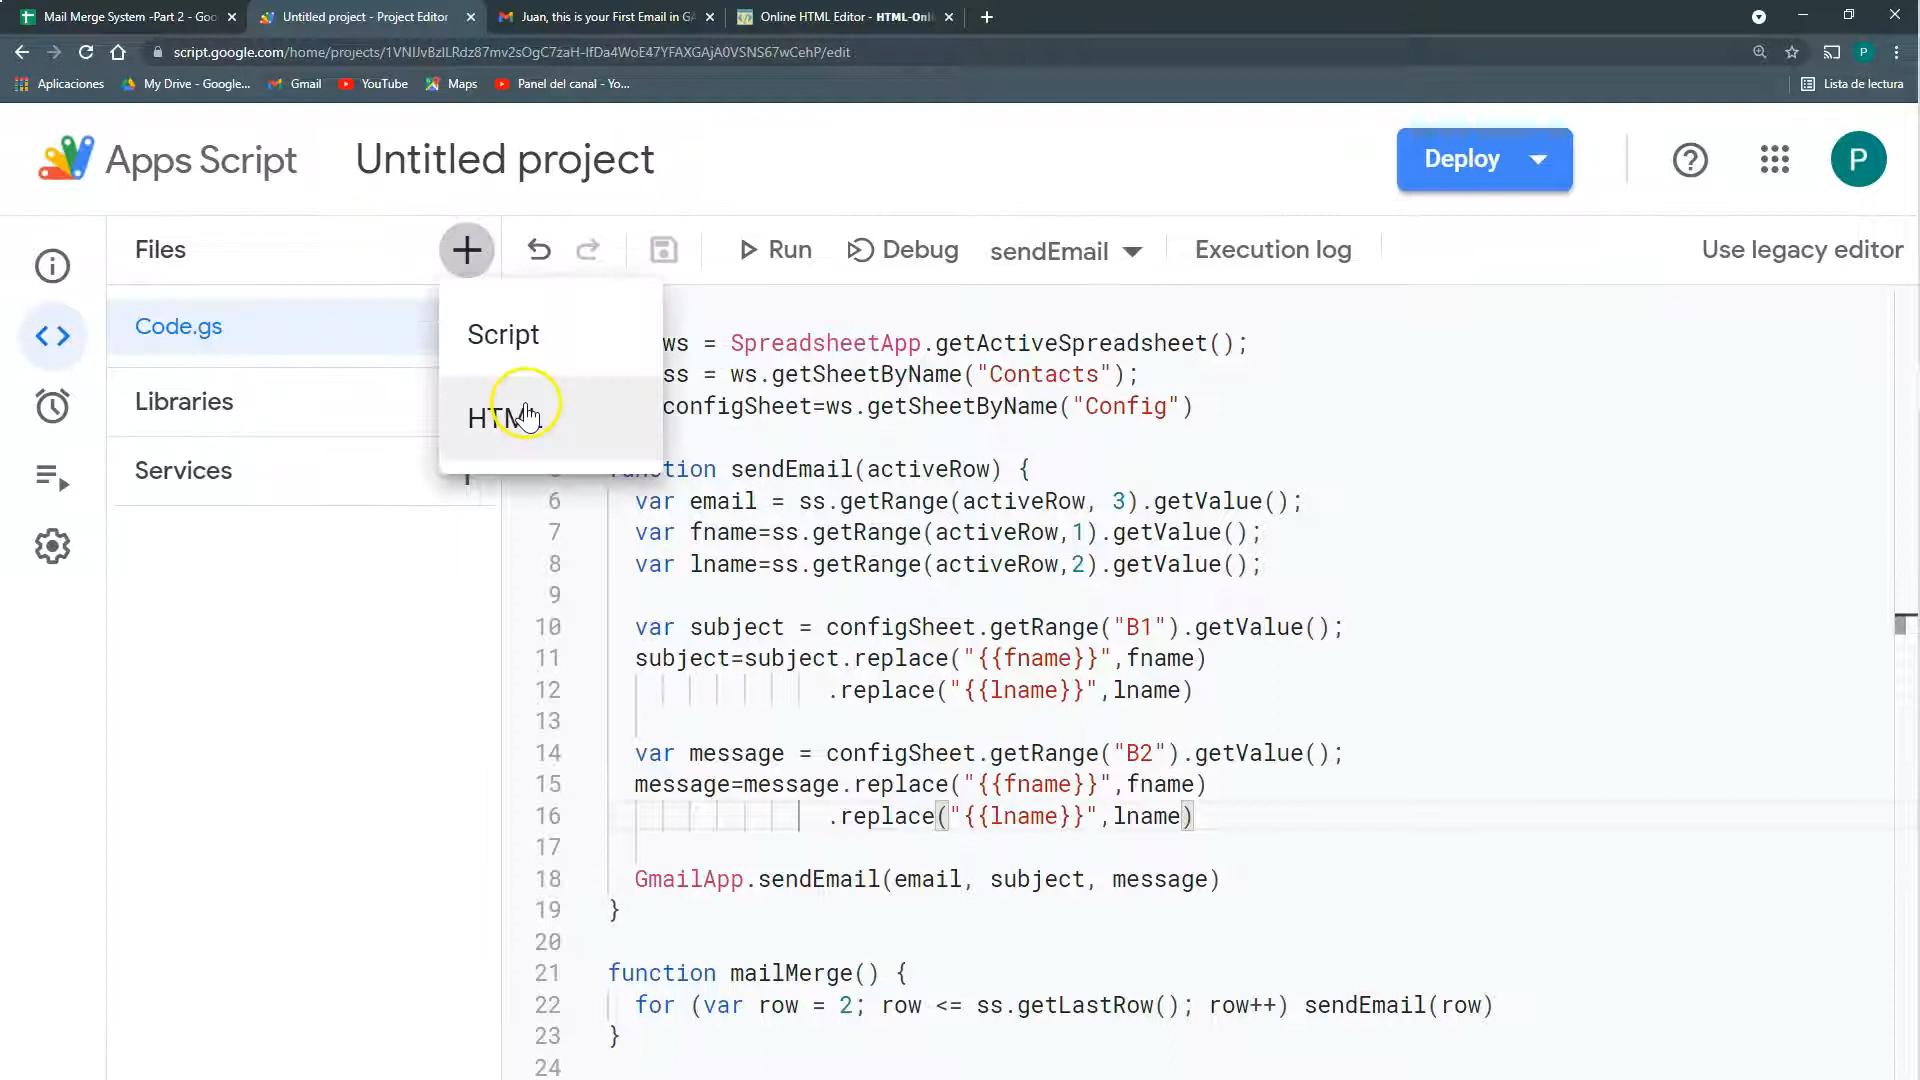 Mail Merge System -Part 2 - Goo
Untitled project - Project Editor
Juan, this is your First Email in GA
Online HTML Editor - HTML-Onli
script.google.com/home/projects/
/edit
Aplicaciones
My Drive - Google...
Gmail
YouTube
Maps
Panel del canal - Yo...
Lista de lectura
Apps Script
Untitled project
Deploy
P
Files
Run
Debug
sendEmail
Execution log
Use legacy editor
Code.gs
Libraries
Services
Script
HTML
ws = SpreadsheetApp.getActiveSpreadsheet();
ss = ws.getSheetByName("Contacts");
configSheet=ws.getSheetByName("Config")
function sendEmail(activeRow) {
6 var email = ss.getRange(activeRow, 3).getValue();
7 var fname=ss.getRange(activeRow,1).getValue();
8 var lname=ss.getRange(activeRow,2).getValue();
9
10 var subject = configSheet.getRange("B1").getValue();
11 subject=subject.replace("{{fname}}",fname)
12 .replace("{{lname}}",lname)
13
14 var message = configSheet.getRange("B2").getValue();
15 message=message.replace("{{fname}}",fname)
16 .replace("{{lname}}",lname)
17
18 GmailApp.sendEmail(email, subject, message)
19 }
20
21 function mailMerge() {
22 for (var row = 2; row <= ss.getLastRow(); row++) sendEmail(row)
23 }
24